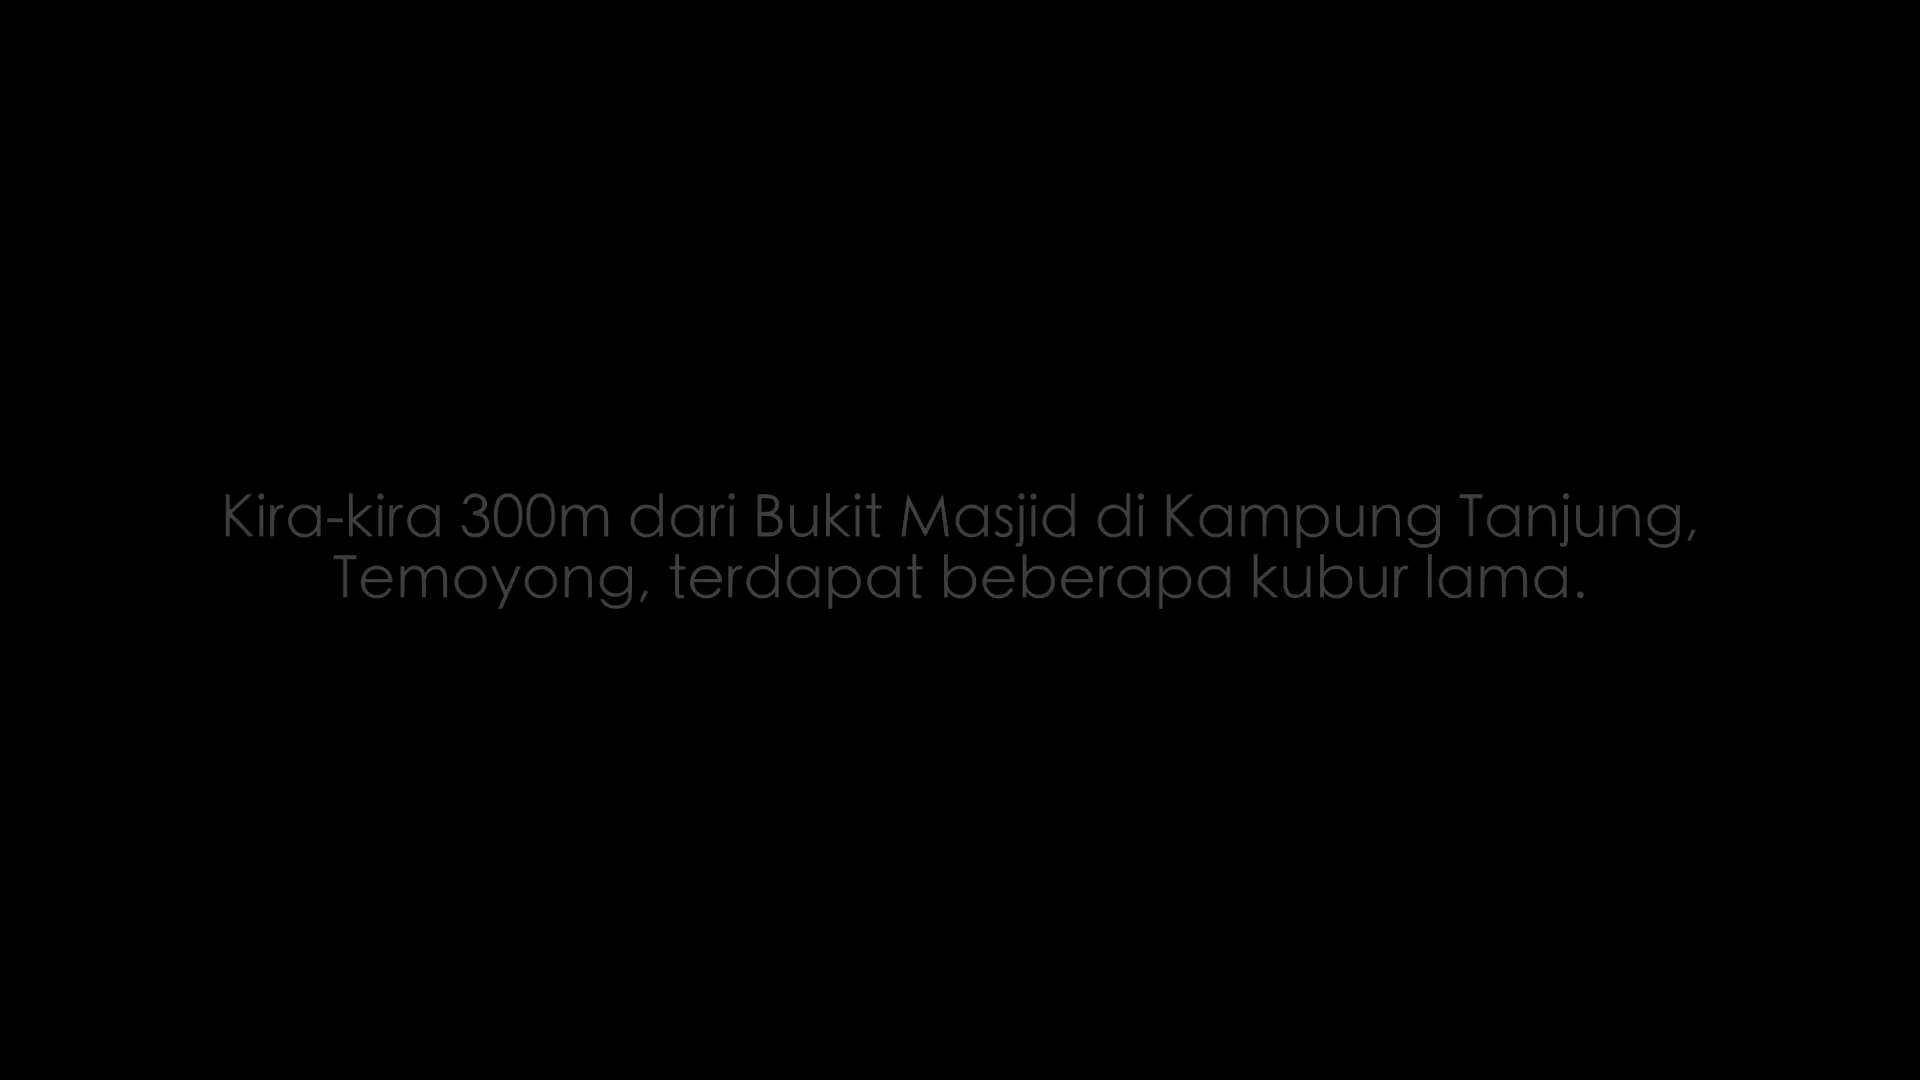 Kira-kira 300m dari Bukit Masjid di Kampung Tanjung,
Temoyong, terdapat beberapa kubur lama.